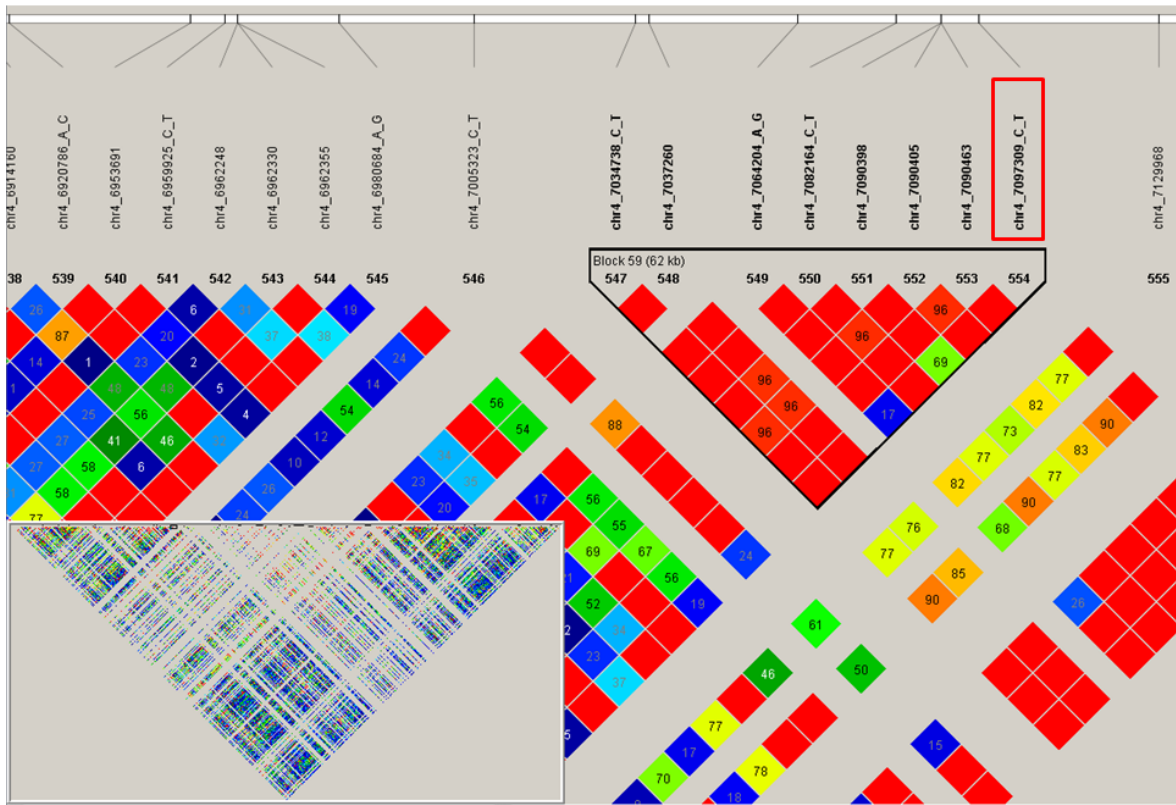 chr4_6914160
chr4_6920786_A_C
chr4_6953691
chr4_6959925_C_T
chr4_6962248
chr4_6962330
chr4_6962355
chr4_6980684_A_G
chr4_7005323_C_T
chr4_7034738_C_T
chr4_7037260
chr4_7064204_A_G
chr4_7082164_C_T
chr4_7090398
chr4_7090405
chr4_7090463
chr4_7097309_C_T
chr4_7129968
Block 59 (62 kb)
38 539 540 541 542 543 544 545 546 547 548 549 550 551 552 553 554 555
26 6 31 19 96
87 20 37 38 96
14 1 23 2 24 69
1 48 48 5 14 96 77
25 56 4 54 56 96 17 82
27 41 46 12 54 88 96 73 90
27 58 6 10 34 77 83
58 26 23 35 82 77
17 56 90
77 24 20 55 76 68
69 67 24 77
21 56 85
52 19 90 26
2 34 61
23 50
37 46
77
5 17 15
70 78
18